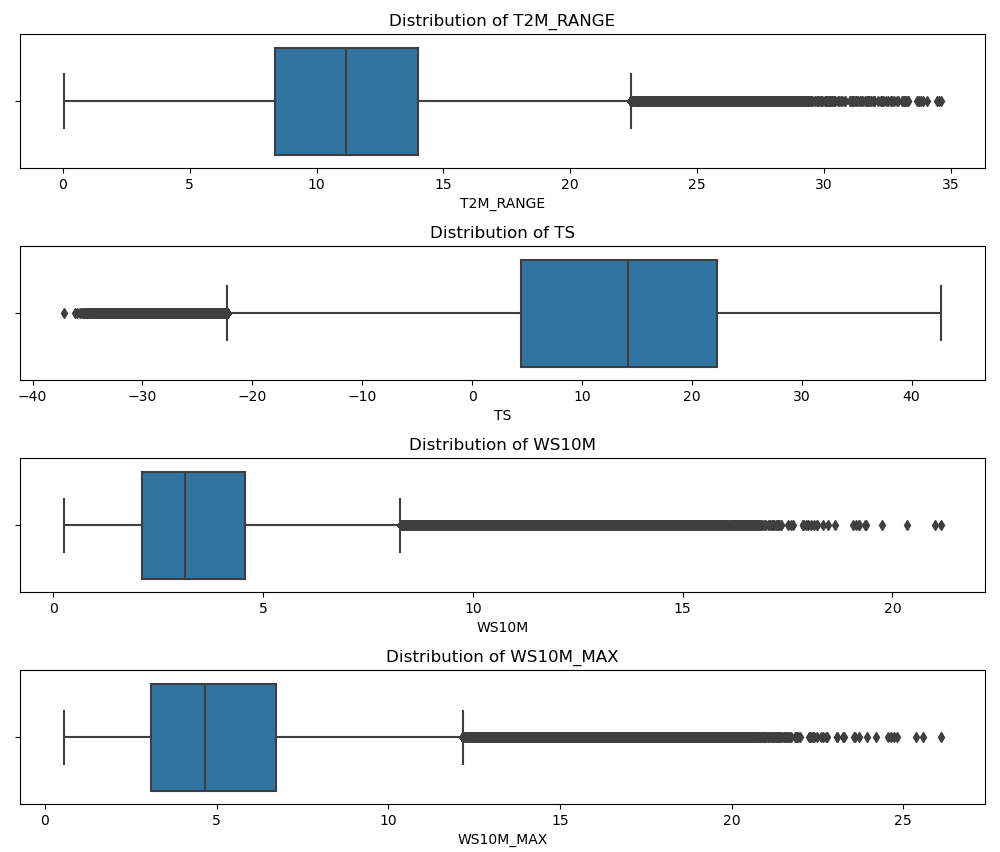 Distribution of T2M_RANGE
0 5 10 15 20 25 30 35
T2M_RANGE
Distribution of TS
−40 −30 −20 −10 0 10 20 30 40
TS
Distribution of WS10M
0 5 10 15 20
WS10M
Distribution of WS10M_MAX
0 5 10 15 20 25
WS10M_MAX